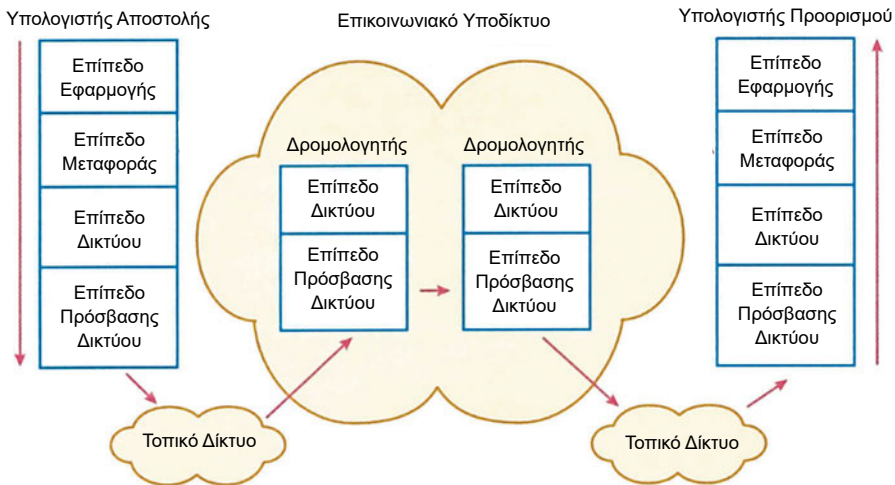 Υπολογιστής Αποστολής
Επίπεδο
Εφαρμογής
Επίπεδο
Μεταφοράς
Επίπεδο
Δικτύου
Επίπεδο
Πρόσβασης
Δικτύου
Τοπικό Δίκτυο
Επικοινωνιακό Υποδίκτυο
Δρομολογητής
Επίπεδο
Δικτύου
Επίπεδο
Πρόσβασης
Δικτύου
Δρομολογητής
Επίπεδο
Δικτύου
Επίπεδο
Πρόσβασης
Δικτύου
Τοπικό Δίκτυο
Υπολογιστής Προορισμού
Επίπεδο
Εφαρμογής
Επίπεδο
Μεταφοράς
Επίπεδο
Δικτύου
Επίπεδο
Πρόσβασης
Δικτύου